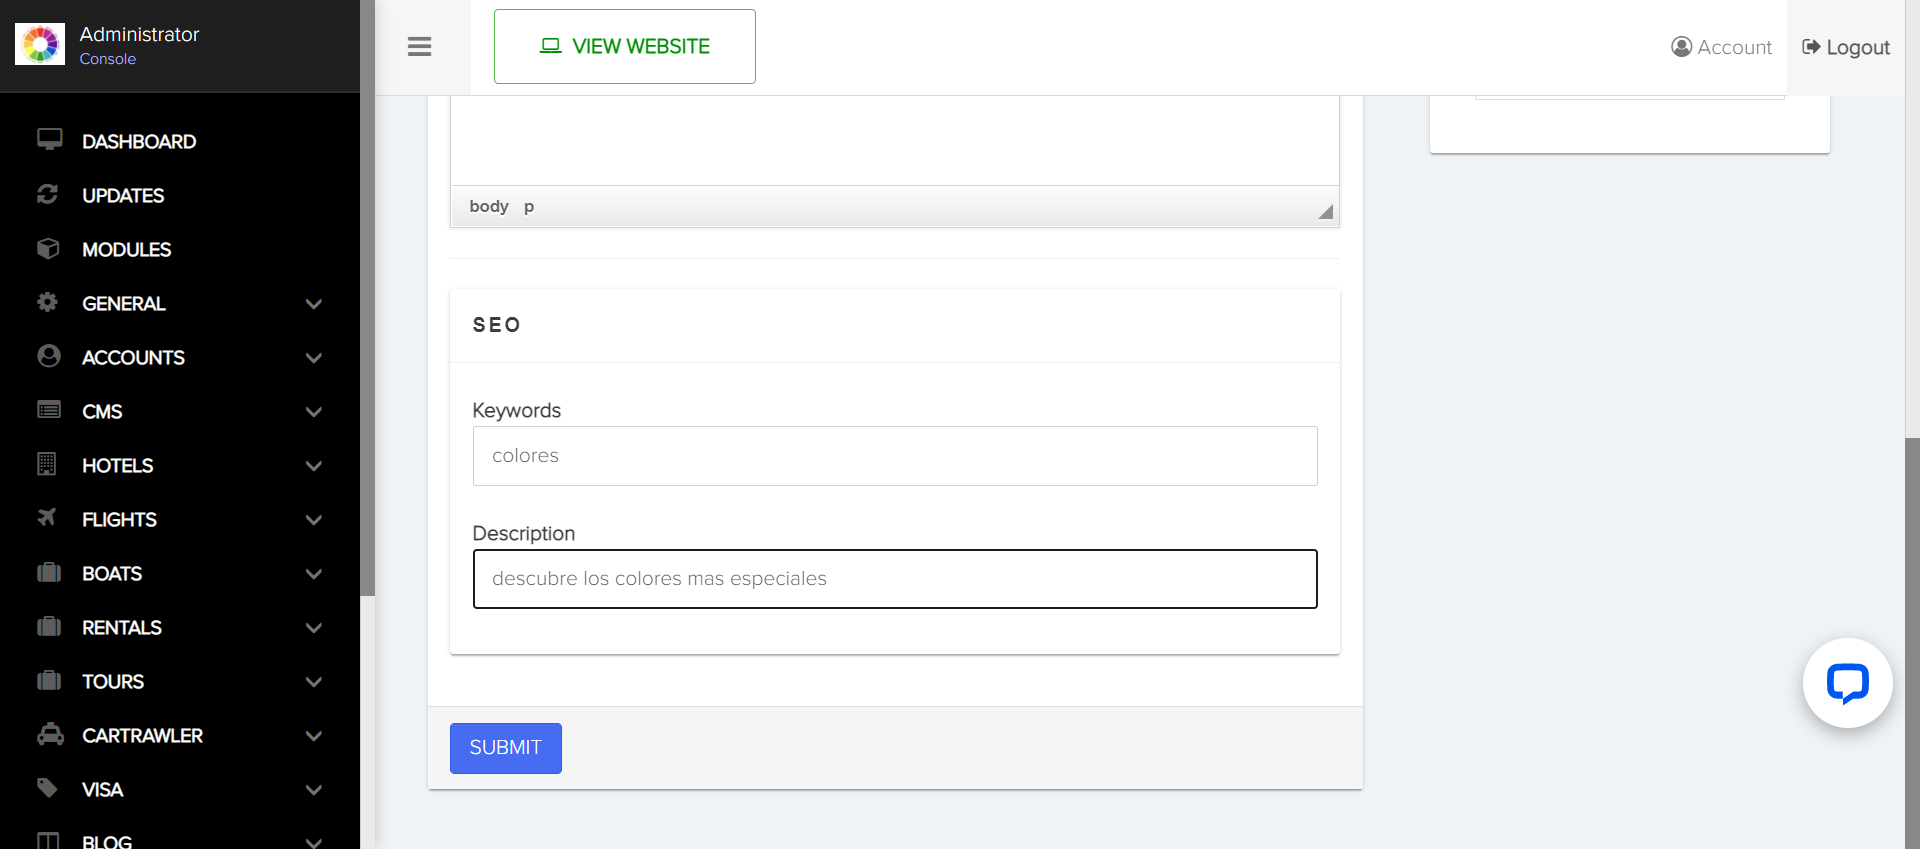 Administrator
Console
DASHBOARD
UPDATES
MODULES
GENERAL
ACCOUNTS
CMS
HOTELS
FLIGHTS
BOATS
RENTALS
TOURS
CARTRAWLER
VISA
BLOG
VIEW WEBSITE
Account
Logout
body p
SEO
Keywords
colores
Description
descubre los colores mas especiales
SUBMIT